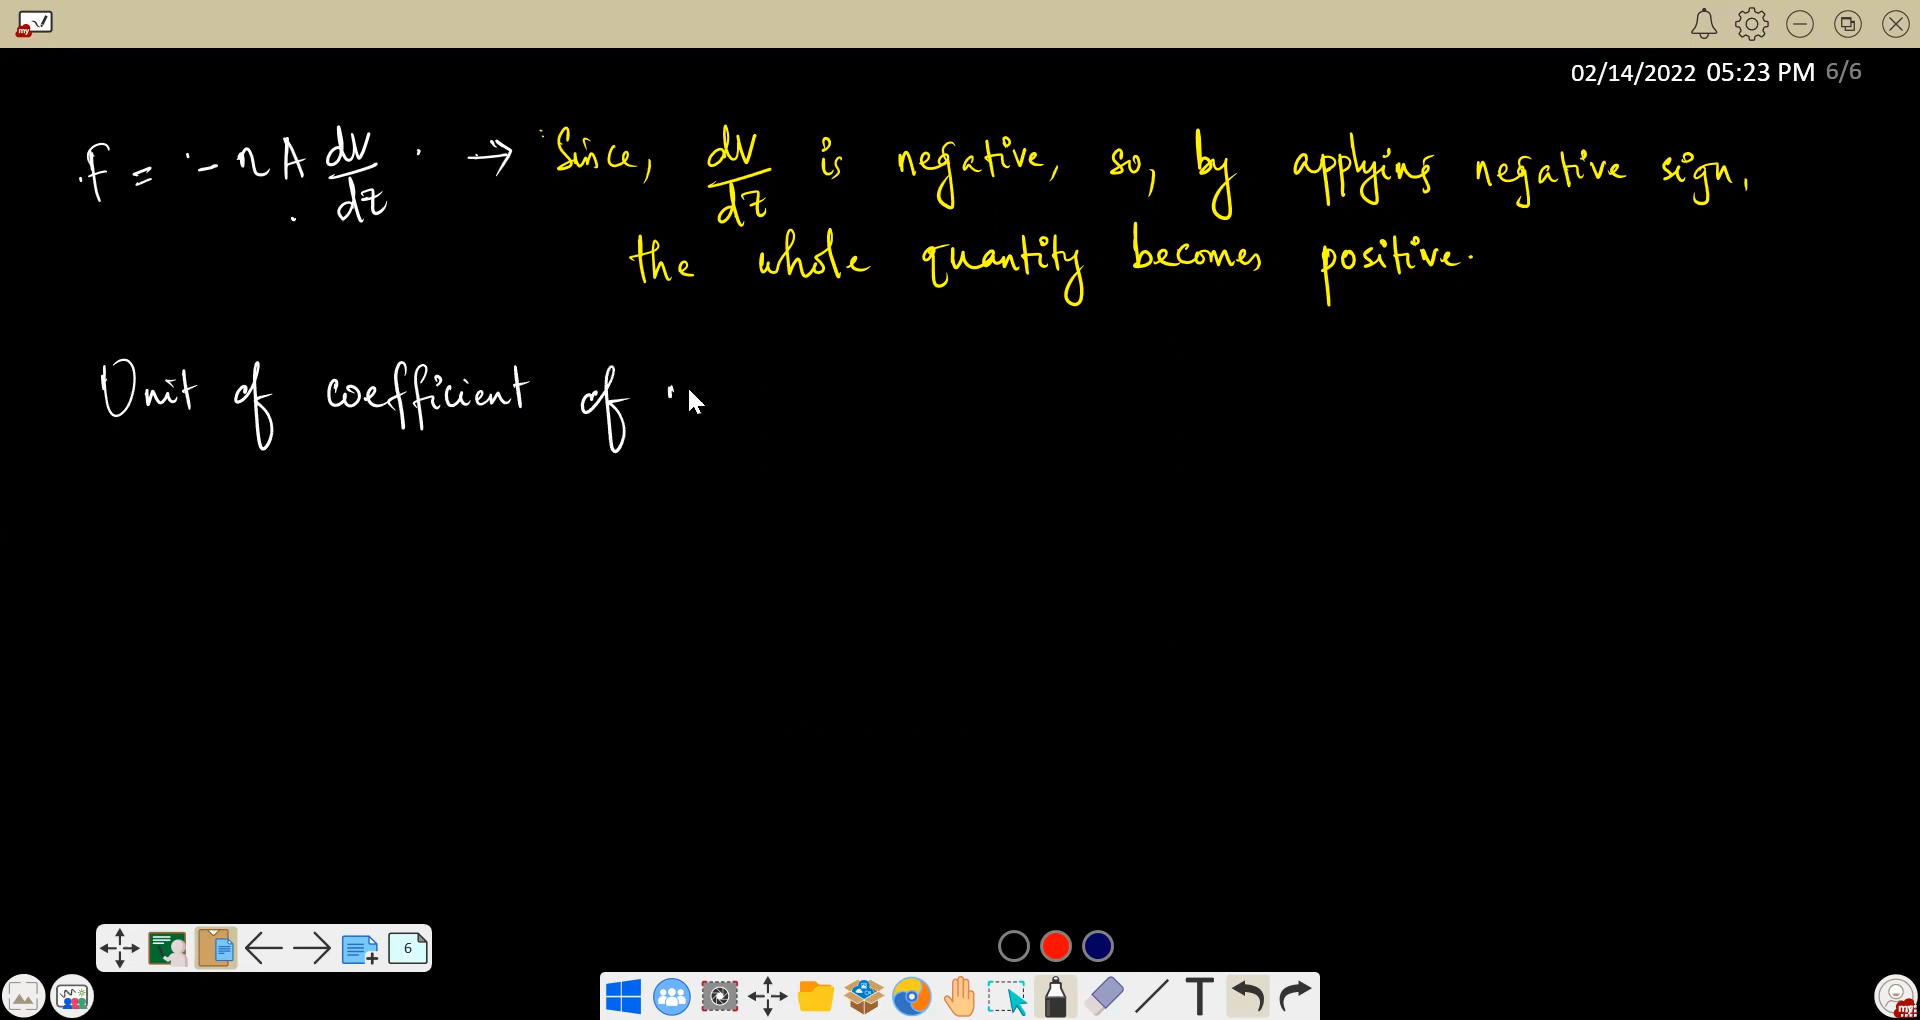 02/14/2022 05:23 PM 6/6
F = - η A dv/dz → Since, dv/dz is negative, so, by applying negative sign,
the whole quantity becomes positive.
Unit of coefficient of
6